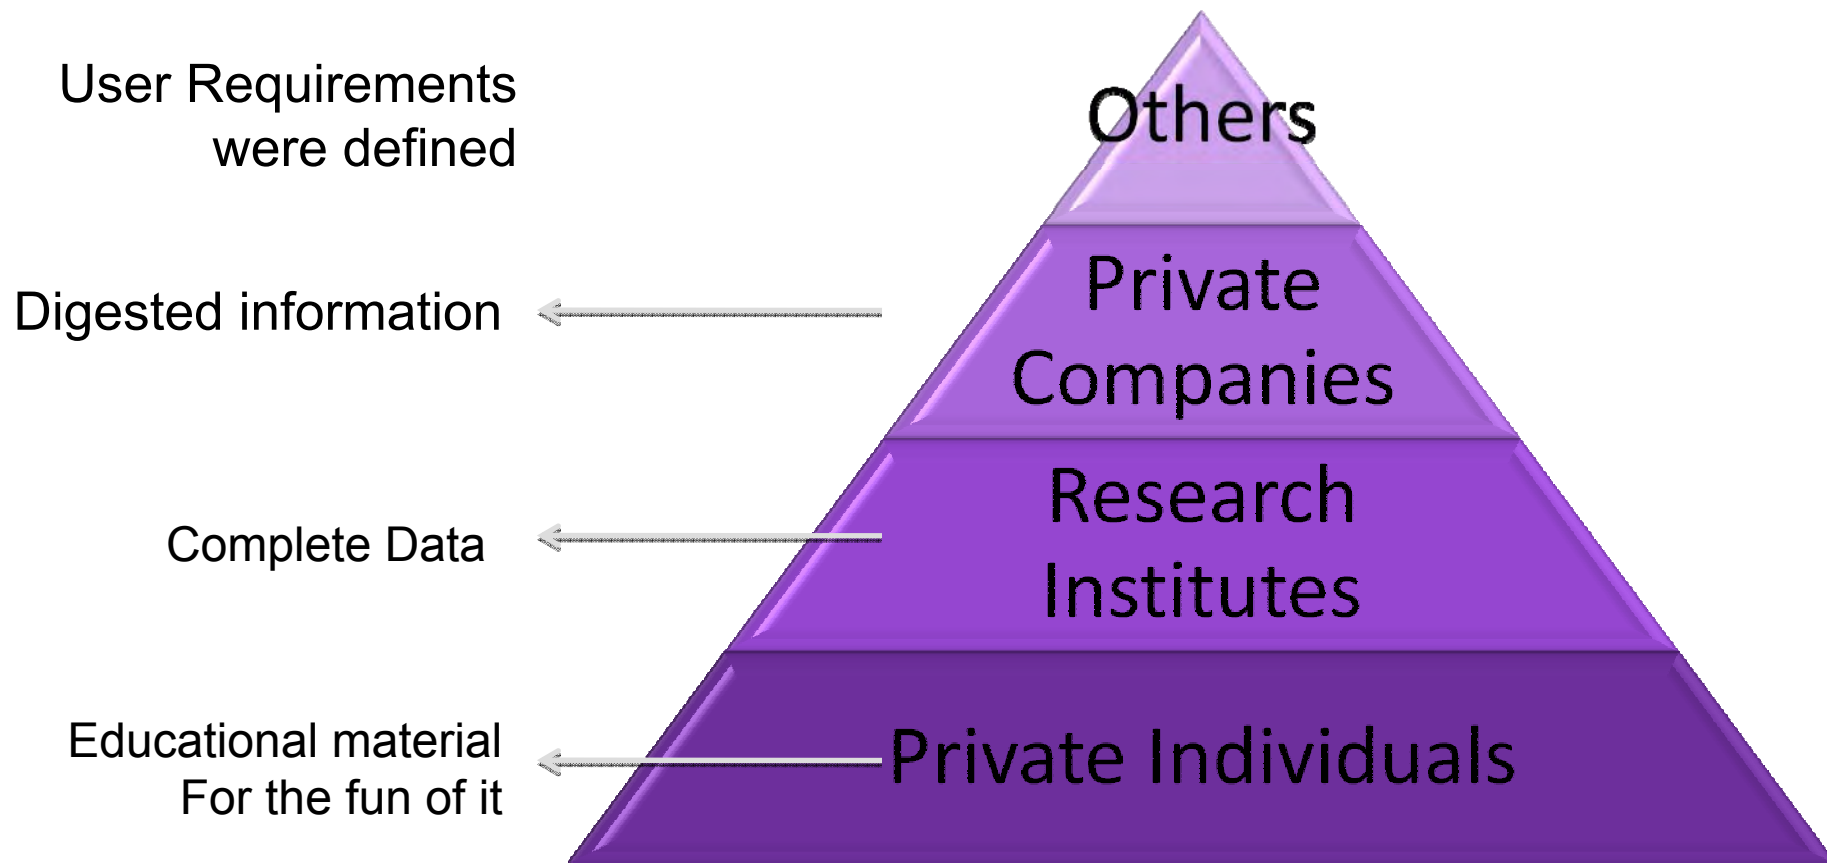 User Requirements
were defined
Others
Digested information
Private
Companies
Complete Data
Research
Institutes
Educational material
For the fun of it
Private Individuals